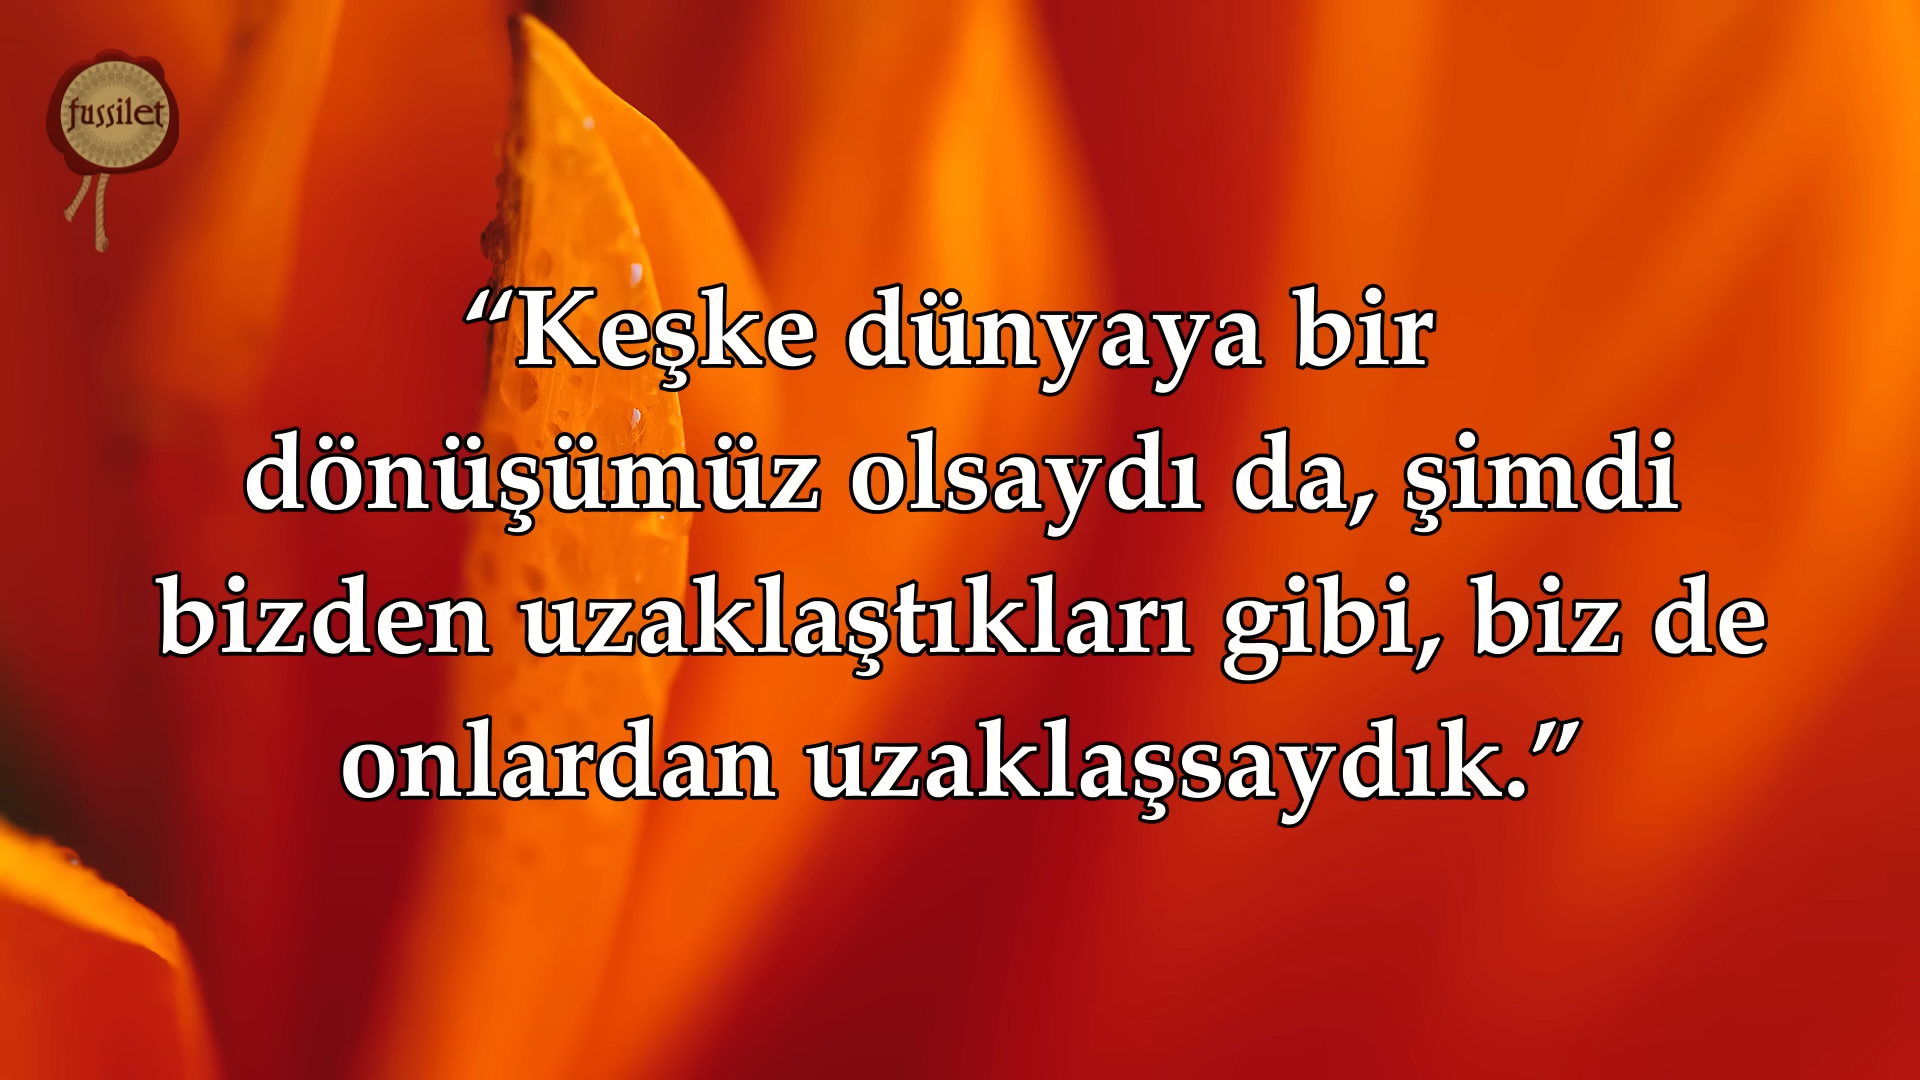 fussilet
“Keşke dünyaya bir
dönüşümüz olsaydı da, şimdi
bizden uzaklaştıkları gibi, biz de
onlardan uzaklaşsaydık.”